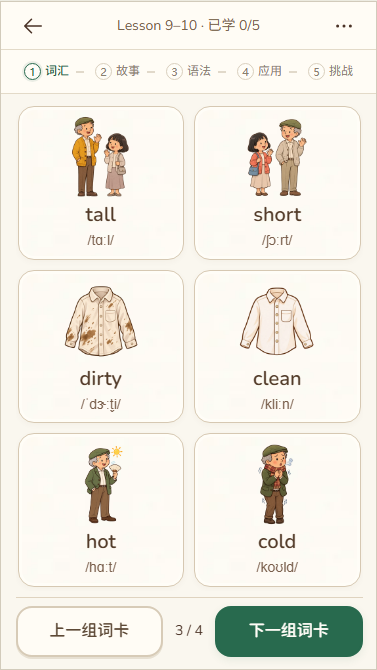 Lesson 9–10 · 已学 0/5
1 词汇 – 2 故事 – 3 语法 – 4 应用 – 5 挑战
tall
/tɑːl/
short
/ʃɔːrt/
dirty
/ˈdɝːt̬i/
clean
/kliːn/
hot
/hɑːt/
cold
/koʊld/
上一组词卡 3 / 4 下一组词卡